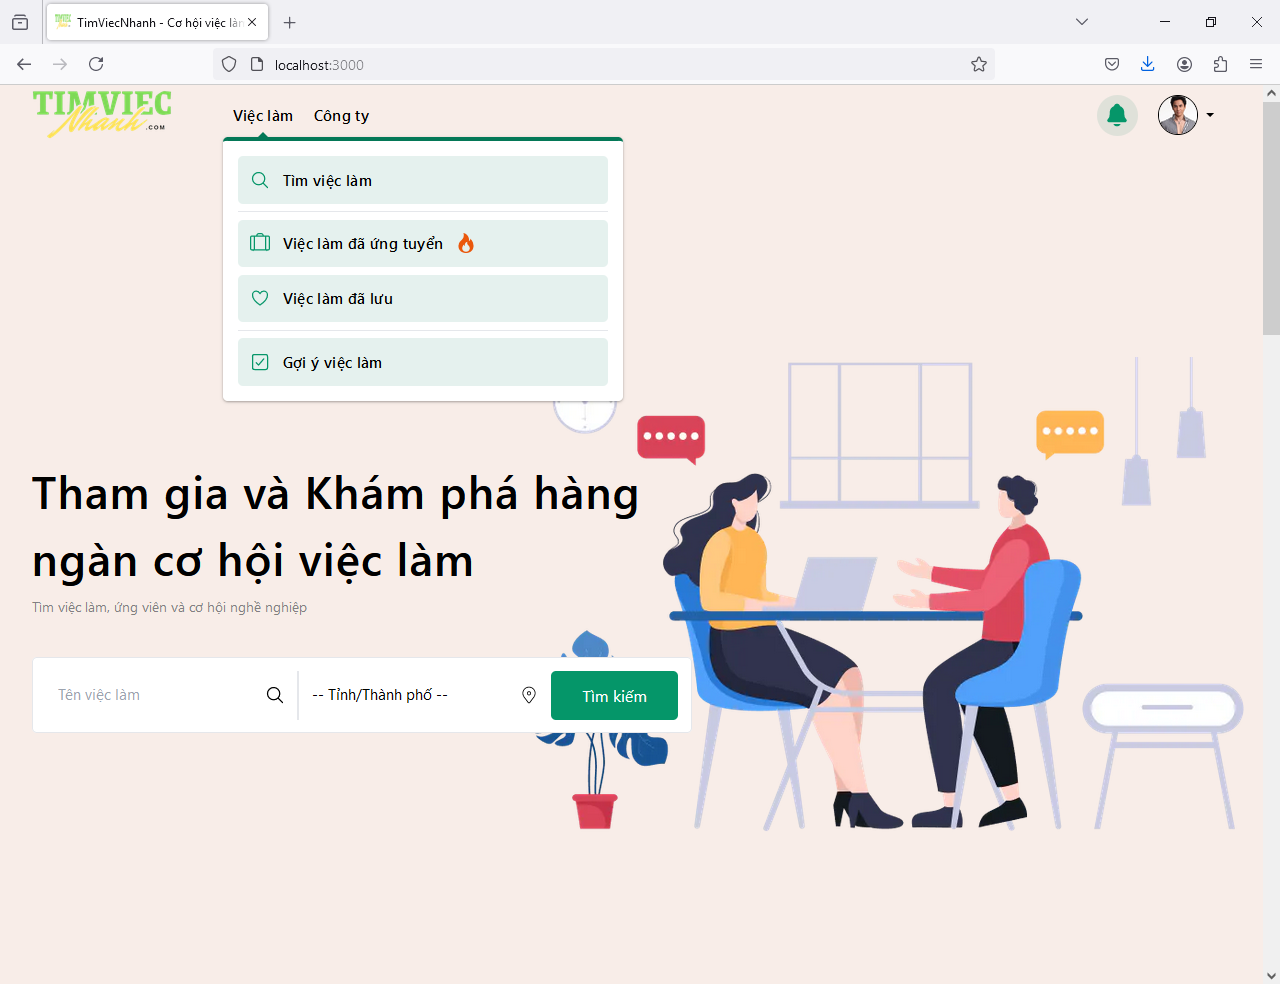 TimViecNhanh - Cơ hội việc làn
localhost:3000
TIMVIEC
Nhanh .COM
Việc làm
Công ty
Tìm việc làm
Việc làm đã ứng tuyển
Việc làm đã lưu
Gợi ý việc làm
Tham gia và Khám phá hàng
ngàn cơ hội việc làm
Tìm việc làm, ứng viên và cơ hội nghề nghiệp
Tên việc làm
-- Tỉnh/Thành phố --
Tìm kiếm